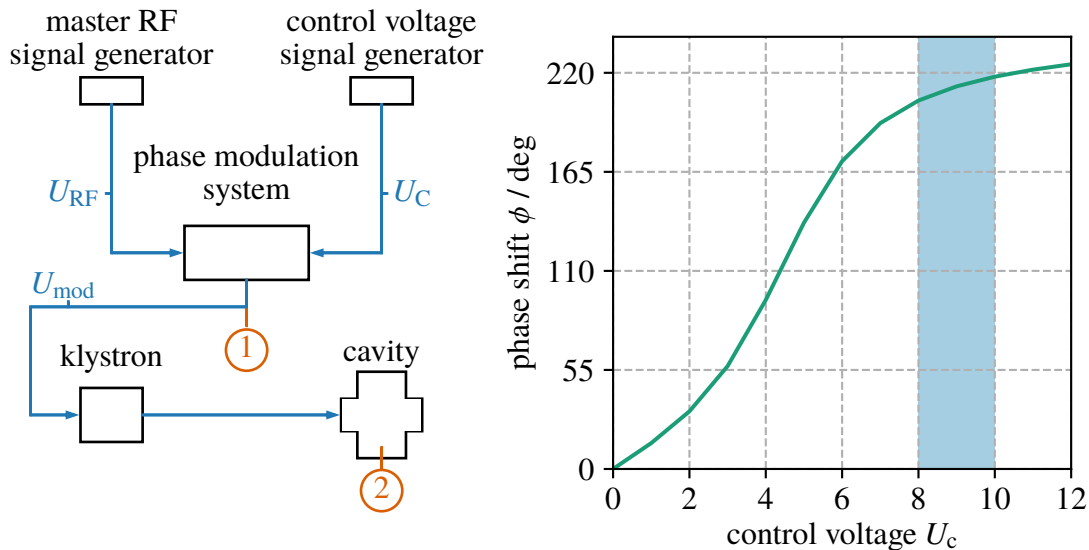 master RF
signal generator
control voltage
signal generator
phase modulation
system
U_RF
U_C
U_mod
1
klystron
cavity
2
phase shift ϕ / deg
220
165
110
55
0
0 2 4 6 8 10 12
control voltage U_c